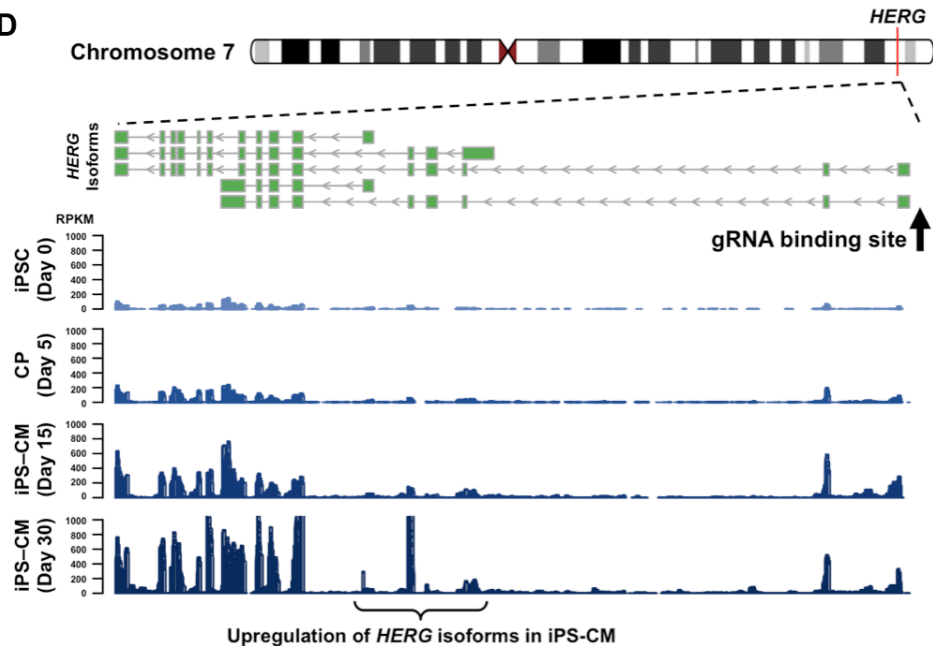 D
HERG
Chromosome 7
HERG
Isoforms
RPKM
gRNA binding site
iPSC
(Day 0)
1000
800
600
400
200
0
CP
(Day 5)
1000
800
600
400
200
0
iPS–CM
(Day 15)
1000
800
600
400
200
0
iPS–CM
(Day 30)
1000
800
600
400
200
0
Upregulation of HERG isoforms in iPS-CM